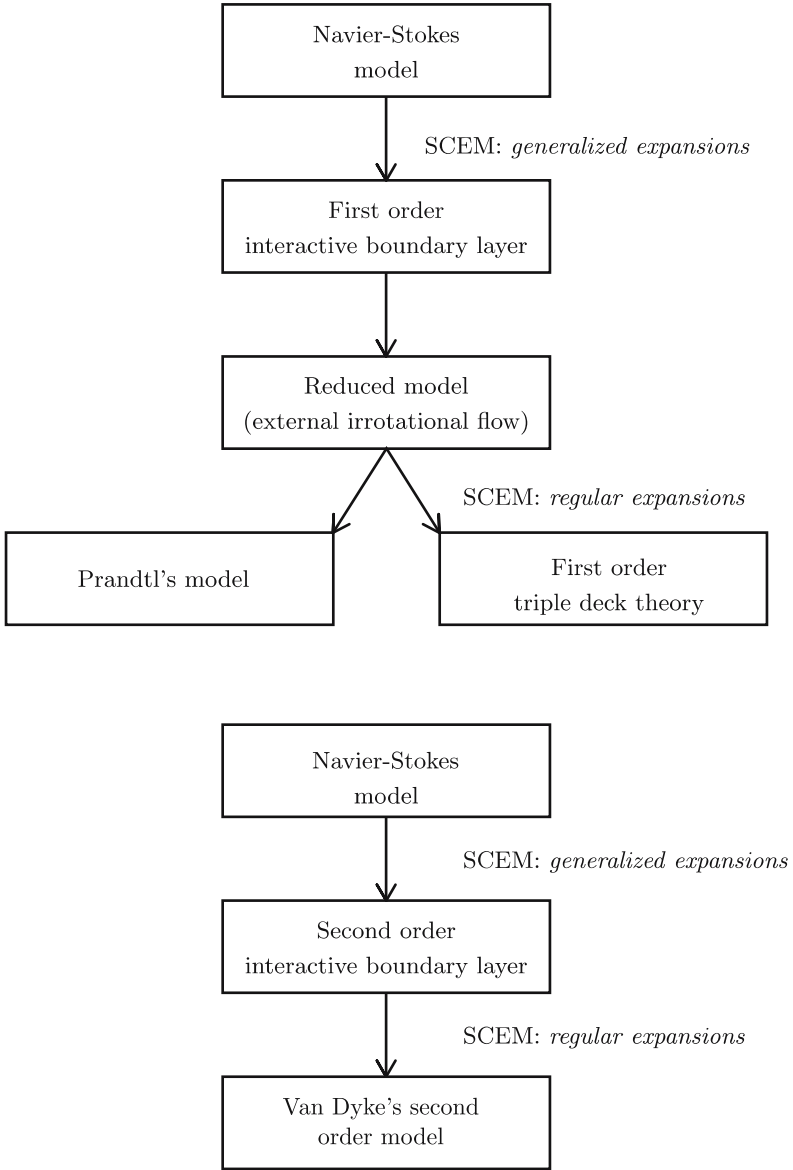 Navier-Stokes
model
SCEM: generalized expansions
First order
interactive boundary layer
Reduced model
(external irrotational flow)
SCEM: regular expansions
Prandtl's model
First order
triple deck theory
Navier-Stokes
model
SCEM: generalized expansions
Second order
interactive boundary layer
SCEM: regular expansions
Van Dyke's second
order model